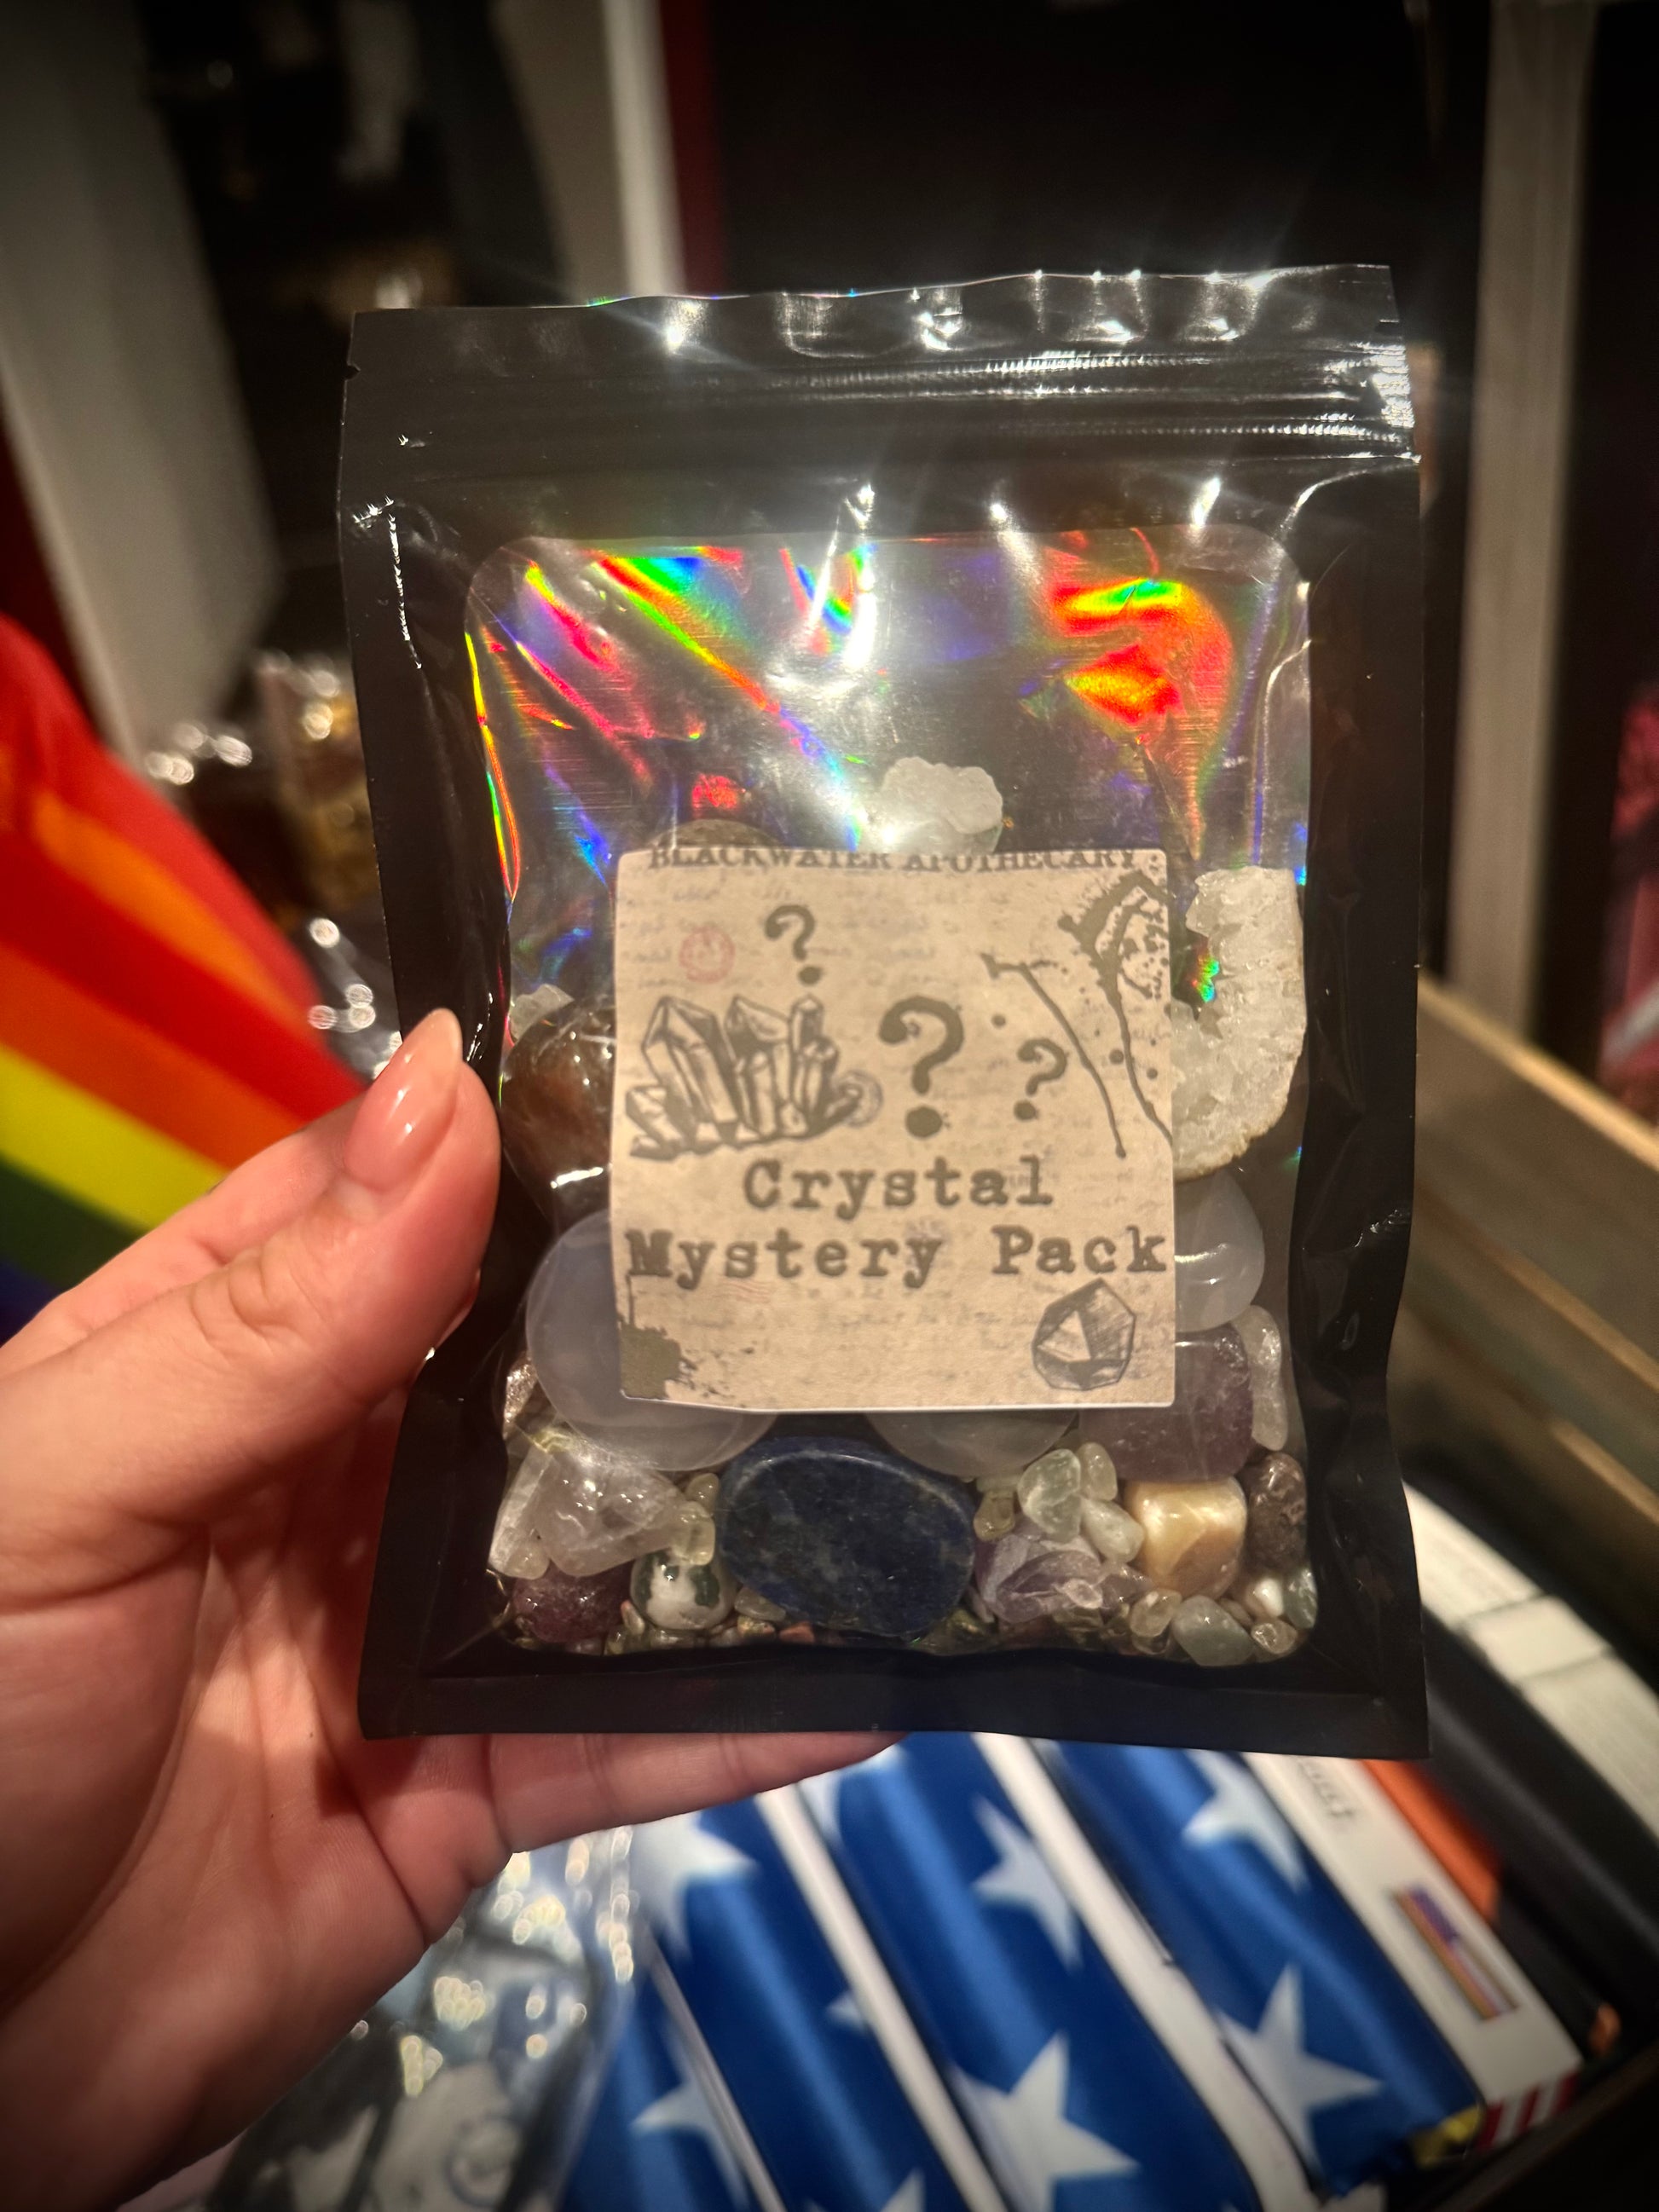 BLACKWATER APOTHECARY
?
? ?
Crystal
Mystery Pack